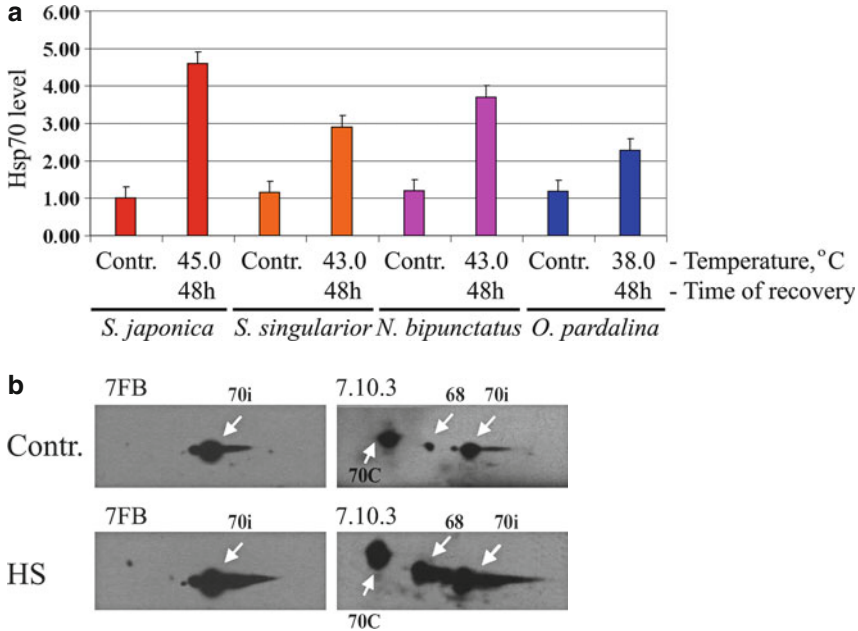 a
6.00
5.00
4.00
3.00
2.00
1.00
0.00
Hsp70 level
Contr. 45.0 Contr. 43.0 Contr. 43.0 Contr. 38.0 - Temperature,°C
48h 48h 48h 48h - Time of recovery
S. japonica S. singularior N. bipunctatus O. pardalina
b
7FB 70i 7.10.3 68 70i
Contr.
70C
7FB 70i 7.10.3 68 70i
HS
70C